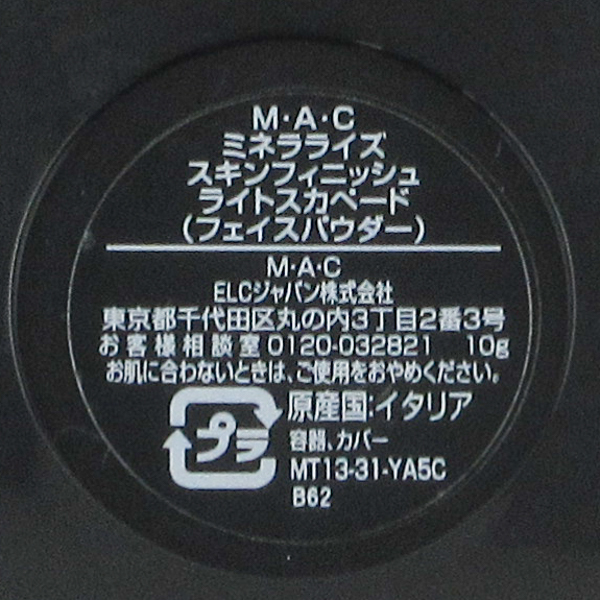 M・A・C
ミネラライズ
スキンフィニッシュ
ライトスカペード
(フェイスパウダー)
M・A・C
ELCジャパン株式会社
東京都千代田区丸の内3丁目2番3号
お客様相談室 0120-032821 10g
お肌に合わないときは、ご使用をおやめください。
プラ
原産国:イタリア
容器、カバー
MT13-31-YA5C
B62